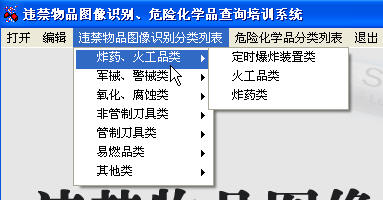 违禁物品图像识别、危险化学品查询培训系统
打开 编辑 违禁物品图像识别分类列表 危险化学品分类列表 退出
炸药、火工品类 定时爆炸装置类
军械、警械类 火工品类
氧化、腐蚀类 炸药类
非管制刀具类
管制刀具类
易燃品类
其他类